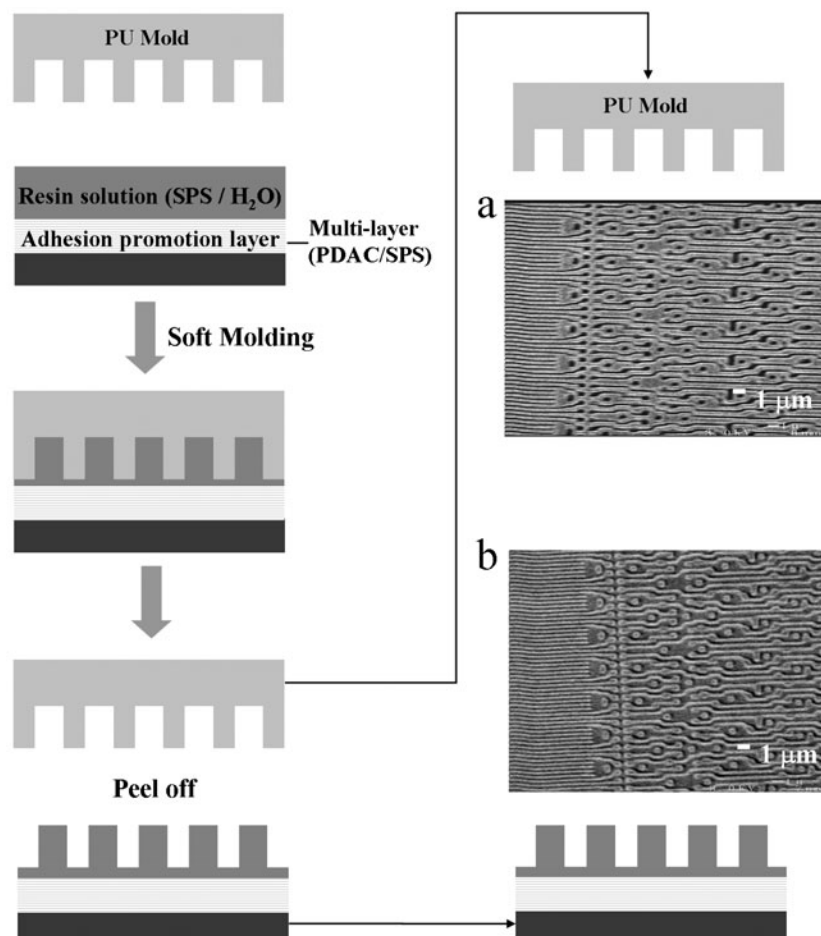 PU Mold
Resin solution (SPS / H₂O)
Adhesion promotion layer
Multi-layer
(PDAC/SPS)
Soft Molding
Peel off
PU Mold
a
1 μm
b
1 μm